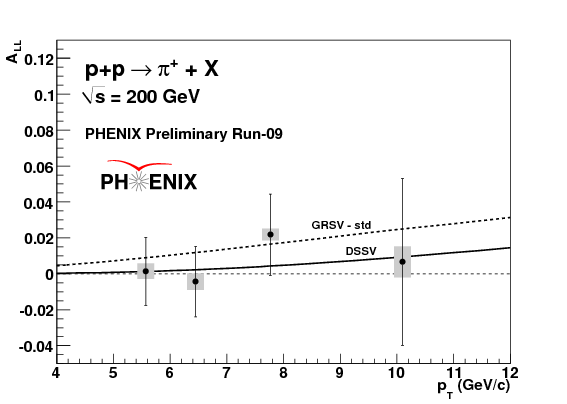 A_LL
0.12
0.1
0.08
0.06
0.04
0.02
0
-0.02
-0.04
p+p → π⁺ + X
√s = 200 GeV
PHENIX Preliminary Run-09
PHENIX
GRSV - std
DSSV
4 5 6 7 8 9 10 11 12
p_T (GeV/c)